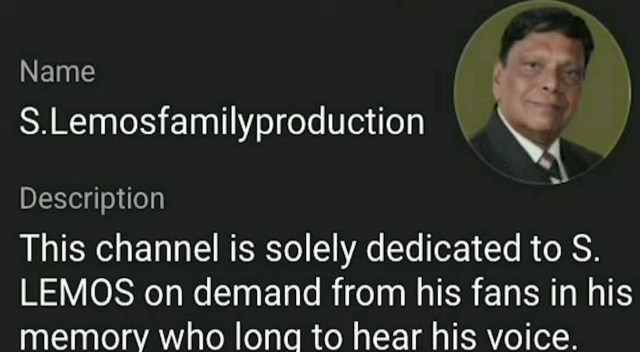 Name
S.Lemosfamilyproduction
Description
This channel is solely dedicated to S.
LEMOS on demand from his fans in his
memory who long to hear his voice.